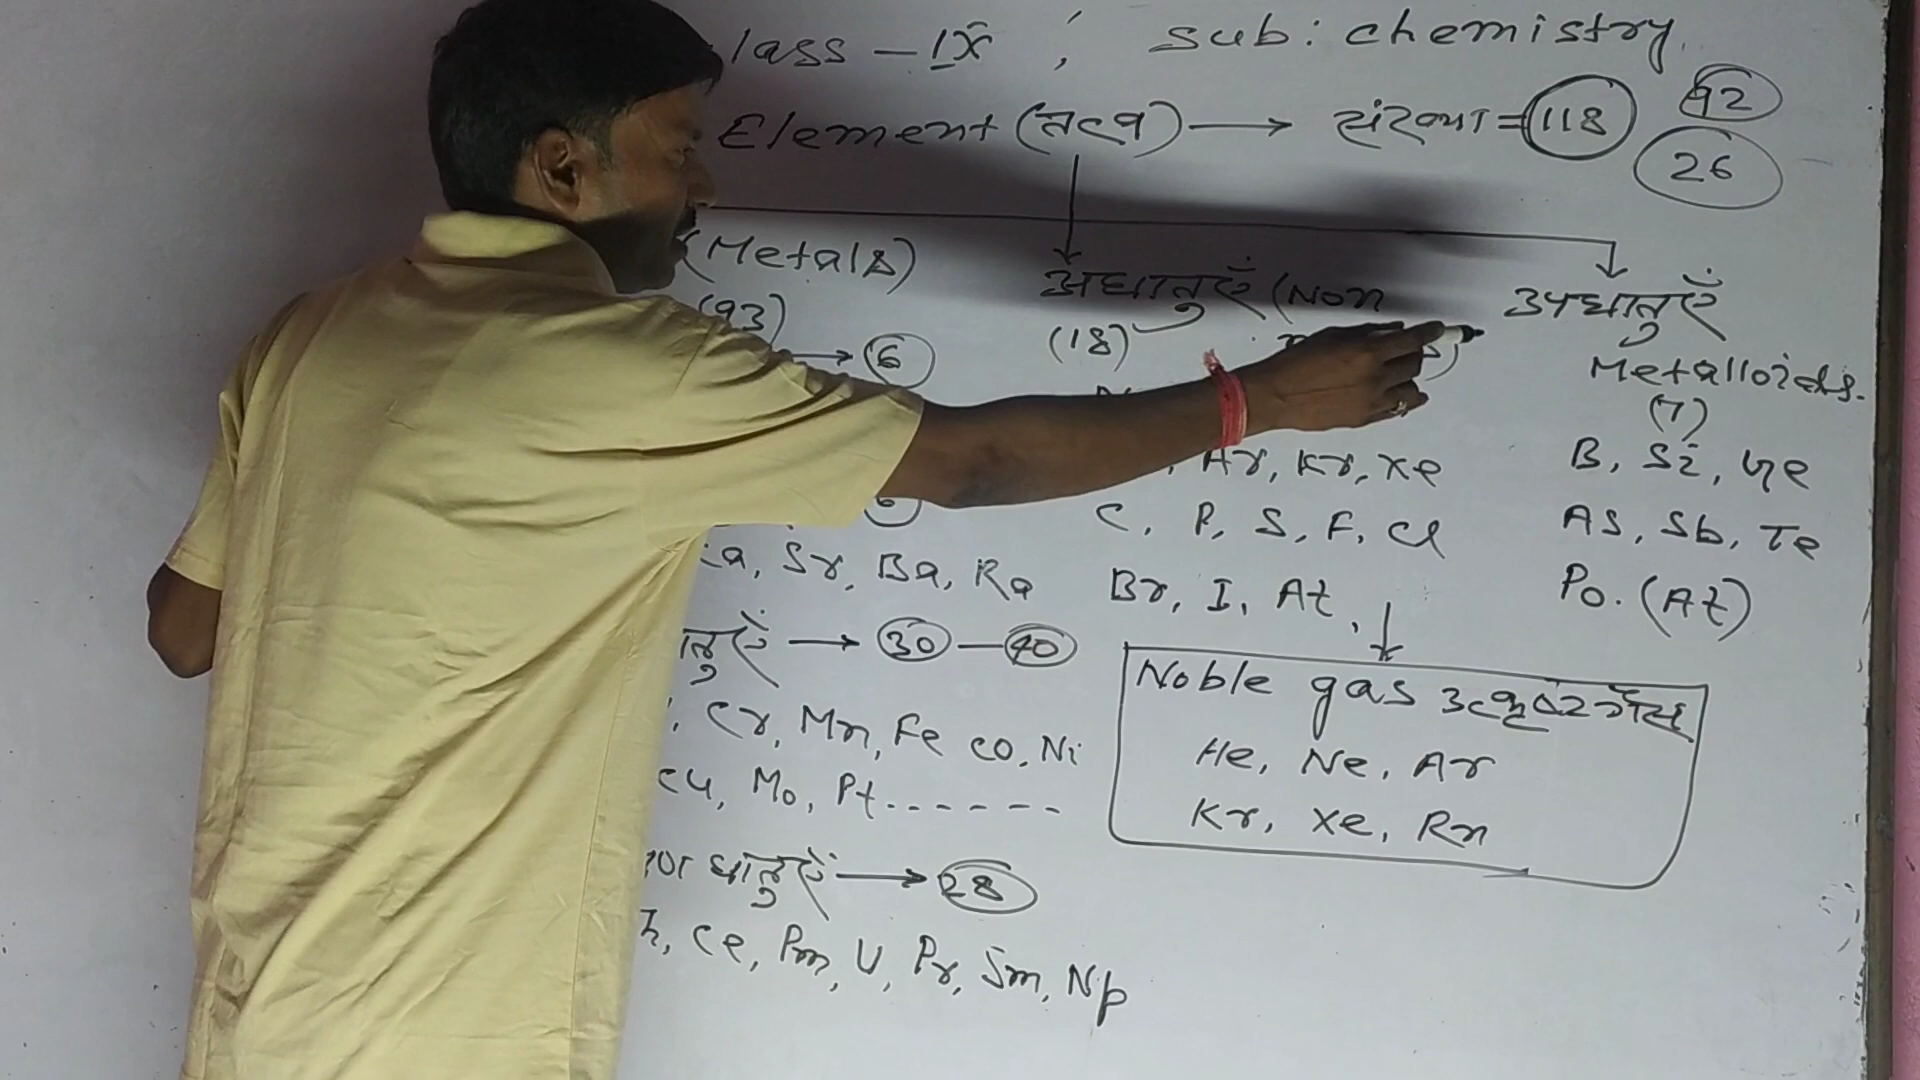 lass - IX ; sub: chemistry.
Element (तत्व) → संख्या = 118 92
26
(Metals) अधातुएँ (Non उपधातुएँ
(93) (18) Metalloids.
→ 6 (7)
Ar, Kr, Xe B, Si, Ge
C, P, S, F, Cl As, Sb, Te
Ca, Sr, Ba, Ra Br, I, At, Po. (At)
ातुएँ → 30 - 40
Noble gas उत्कृष्ट गैस
Cr, Mn, Fe Co, Ni He, Ne, Ar
Cu, Mo, Pt------ Kr, Xe, Rn
धातुएँ → 28
Ce, Pm, U, Pr, Sm, Np